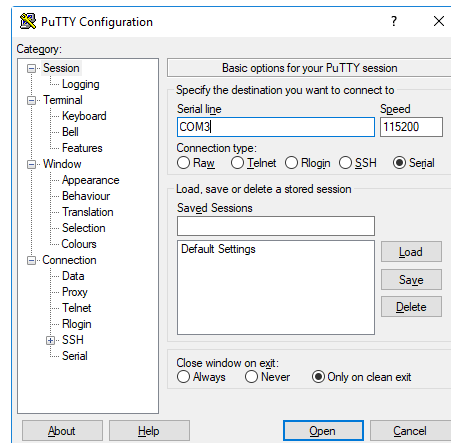 PuTTY Configuration
?
Category:
Session
Logging
Terminal
Keyboard
Bell
Features
Window
Appearance
Behaviour
Translation
Selection
Colours
Connection
Data
Proxy
Telnet
Rlogin
SSH
Serial
Basic options for your PuTTY session
Specify the destination you want to connect to
Serial line Speed
COM3 115200
Connection type:
Raw Telnet Rlogin SSH Serial
Load, save or delete a stored session
Saved Sessions
Default Settings
Load
Save
Delete
Close window on exit:
Always Never Only on clean exit
About Help Open Cancel